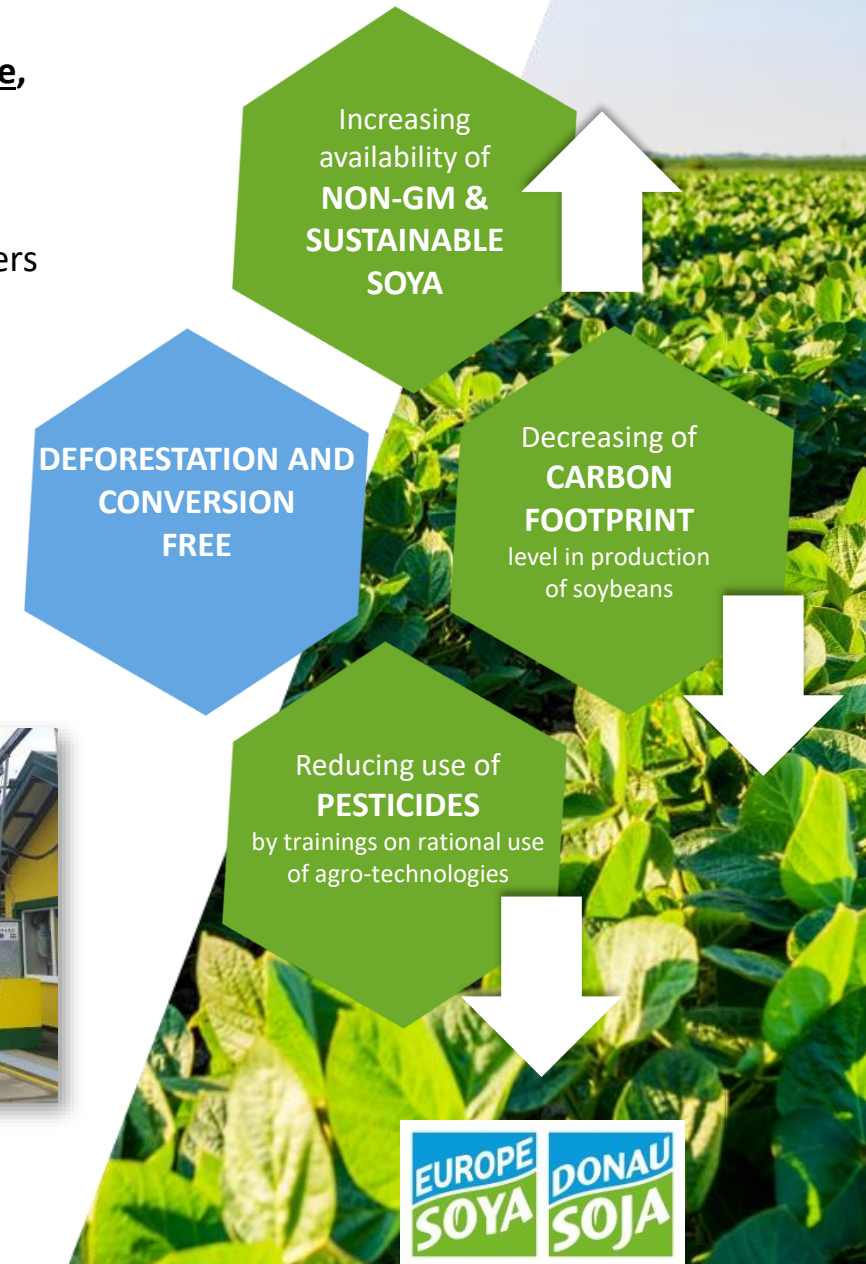 e,
ers
Increasing
availability of
NON-GM &
SUSTAINABLE
SOYA
DEFORESTATION AND
CONVERSION
FREE
Decreasing of
CARBON
FOOTPRINT
level in production
of soybeans
Reducing use of
PESTICIDES
by trainings on rational use
of agro-technologies
EUROPE
SOYA
DONAU
SOJA